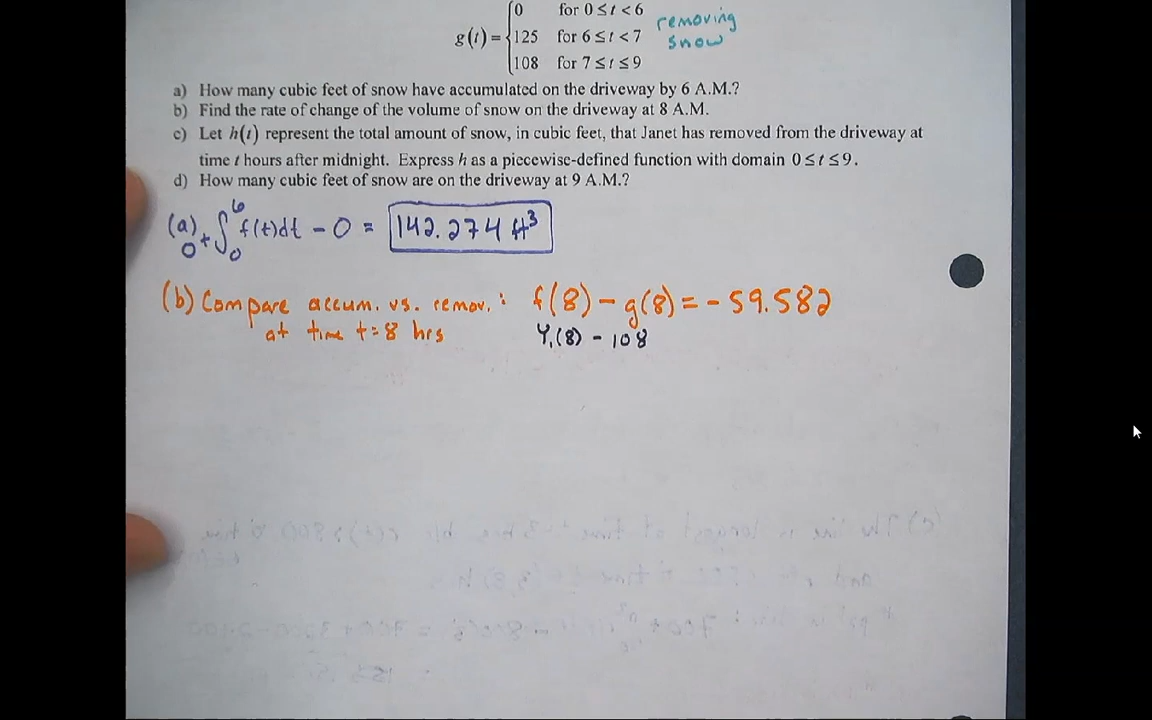 g(t) = { 0 for 0 ≤ t < 6
125 for 6 ≤ t < 7
108 for 7 ≤ t ≤ 9
removing
snow
a) How many cubic feet of snow have accumulated on the driveway by 6 A.M.?
b) Find the rate of change of the volume of snow on the driveway at 8 A.M.
c) Let h(t) represent the total amount of snow, in cubic feet, that Janet has removed from the driveway at
time t hours after midnight. Express h as a piecewise-defined function with domain 0 ≤ t ≤ 9.
d) How many cubic feet of snow are on the driveway at 9 A.M.?
(a) 0 + ∫₀⁶ f(t)dt - 0 = 142.274 ft³
(b) Compare accum. vs. remov.: f(8) - g(8) = -59.582
at time t=8 hrs
Y₁(8) - 108